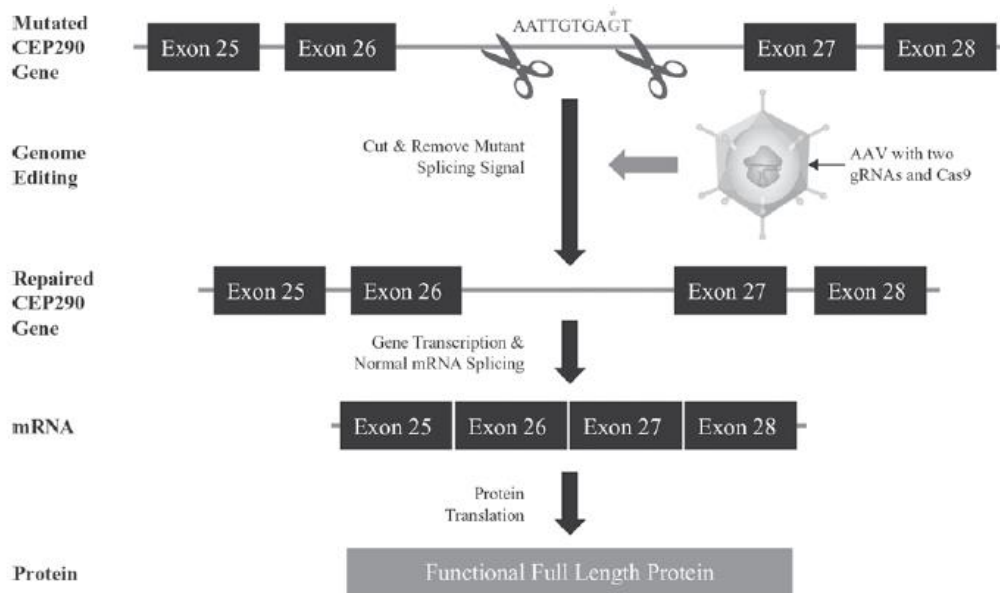 Mutated
CEP290
Gene
*
AATTGTGAGT
Exon 25
Exon 26
Exon 27
Exon 28
Genome
Editing
Cut & Remove Mutant
Splicing Signal
AAV with two
gRNAs and Cas9
Repaired
CEP290
Gene
Exon 25
Exon 26
Exon 27
Exon 28
Gene Transcription &
Normal mRNA Splicing
mRNA
Exon 25
Exon 26
Exon 27
Exon 28
Protein
Translation
Protein
Functional Full Length Protein